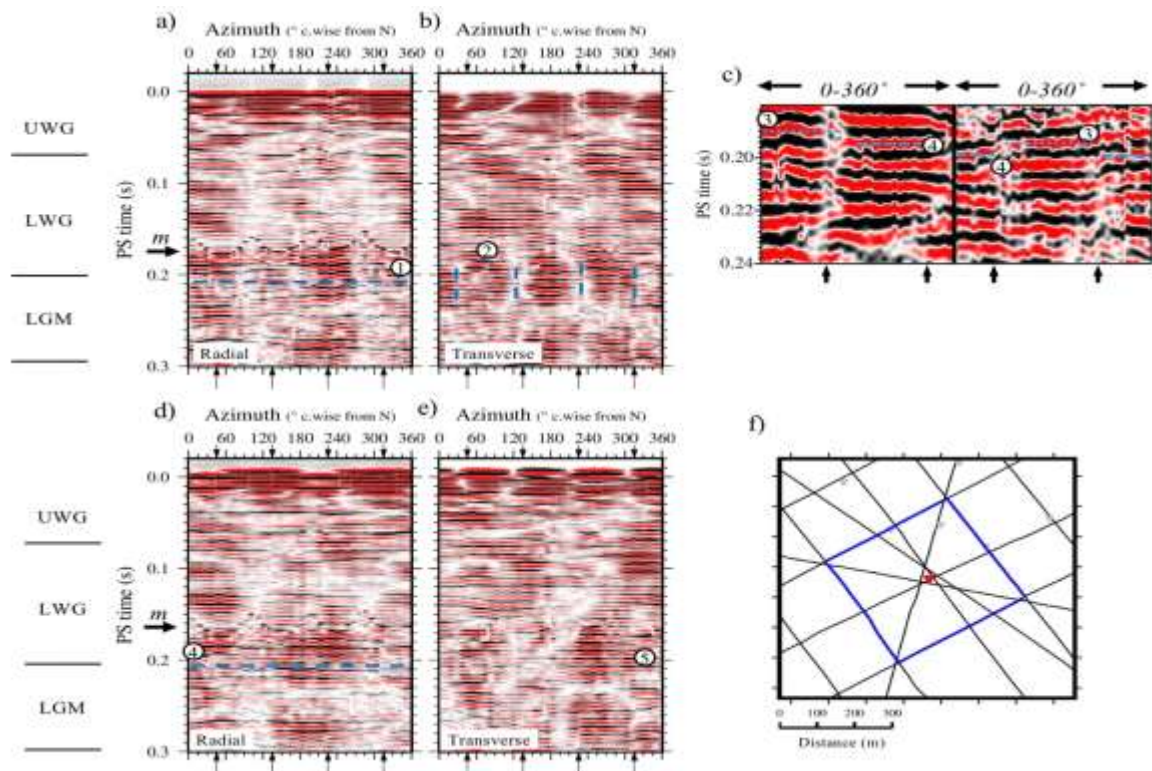 a)
Azimuth (° c.wise from N)
0 60 120 180 240 300 360
b)
Azimuth (° c.wise from N)
0 60 120 180 240 300 360
c)
0-360° 0-360°
3
4
3
4
PS time (s)
0.20
0.22
0.24
UWG
LWG
LGM
PS time (s)
0.0
0.1
0.2
0.3
m
1
2
Radial
Transverse
d)
Azimuth (° c.wise from N)
0 60 120 180 240 300 360
e)
Azimuth (° c.wise from N)
0 60 120 180 240 300 360
UWG
LWG
LGM
PS time (s)
0.0
0.1
0.2
0.3
m
4
5
Radial
Transverse
f)
0 100 200 300
Distance (m)